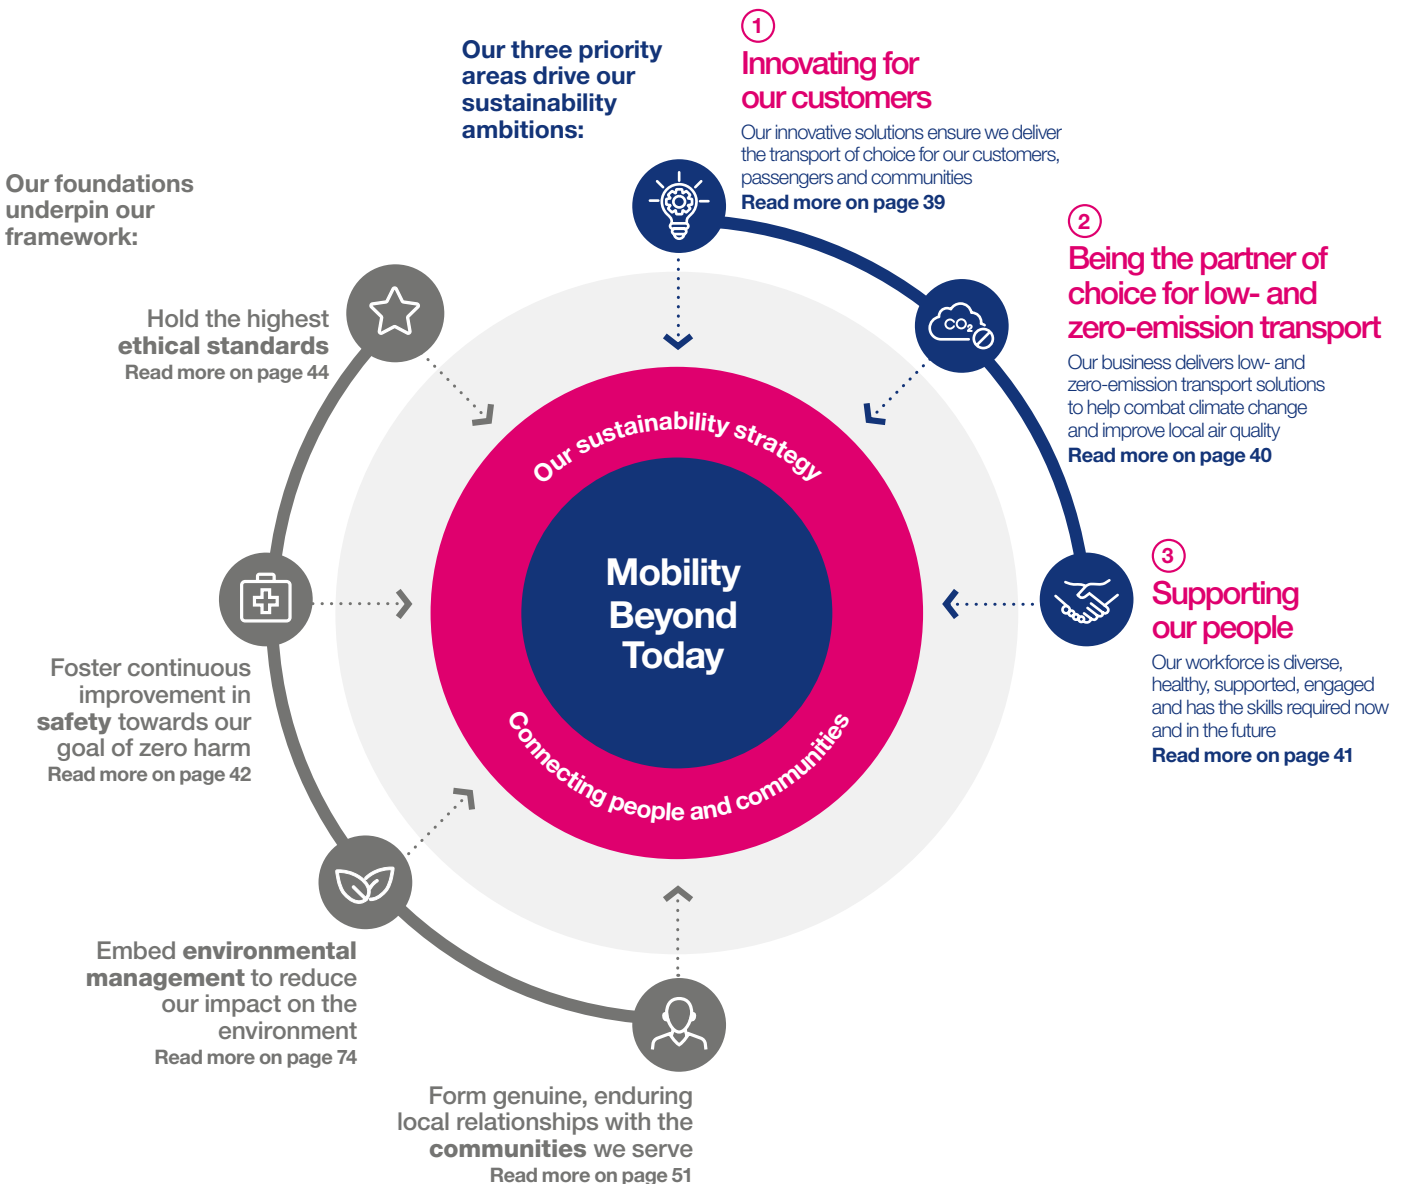 Our three priority
areas drive our
sustainability
ambitions:
1
Innovating for
our customers
Our innovative solutions ensure we deliver
the transport of choice for our customers,
passengers and communities
Read more on page 39
2
Being the partner of
choice for low- and
zero-emission transport
Our business delivers low- and
zero-emission transport solutions
to help combat climate change
and improve local air quality
Read more on page 40
CO₂
3
Supporting
our people
Our workforce is diverse,
healthy, supported, engaged
and has the skills required now
and in the future
Read more on page 41
Our foundations
underpin our
framework:
Hold the highest
ethical standards
Read more on page 44
Foster continuous
improvement in
safety towards our
goal of zero harm
Read more on page 42
Embed environmental
management to reduce
our impact on the
environment
Read more on page 74
Form genuine, enduring
local relationships with the
communities we serve
Read more on page 51
Our sustainability strategy
Mobility
Beyond
Today
Connecting people and communities